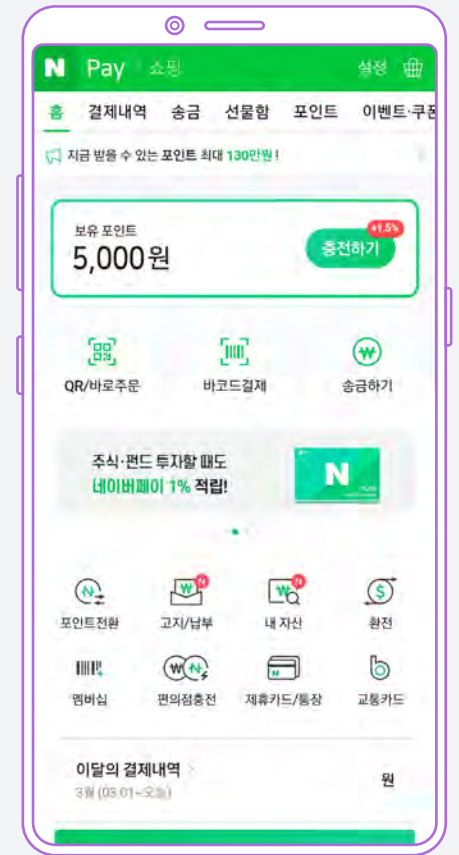 N Pay 쇼핑 설정
홈 결제내역 송금 선물함 포인트 이벤트·쿠폰
지금 받을 수 있는 포인트 최대 130만원!
보유 포인트
+1.5%
5,000원
충전하기
QR/바로주문 바코드결제 송금하기
주식·펀드 투자할 때도
네이버페이 1% 적립!
N
포인트전환 고지/납부 내 자산 환전
멤버십 편의점충전 제휴카드/통장 교통카드
이달의 결제내역
원
3월 (03.01~오늘)